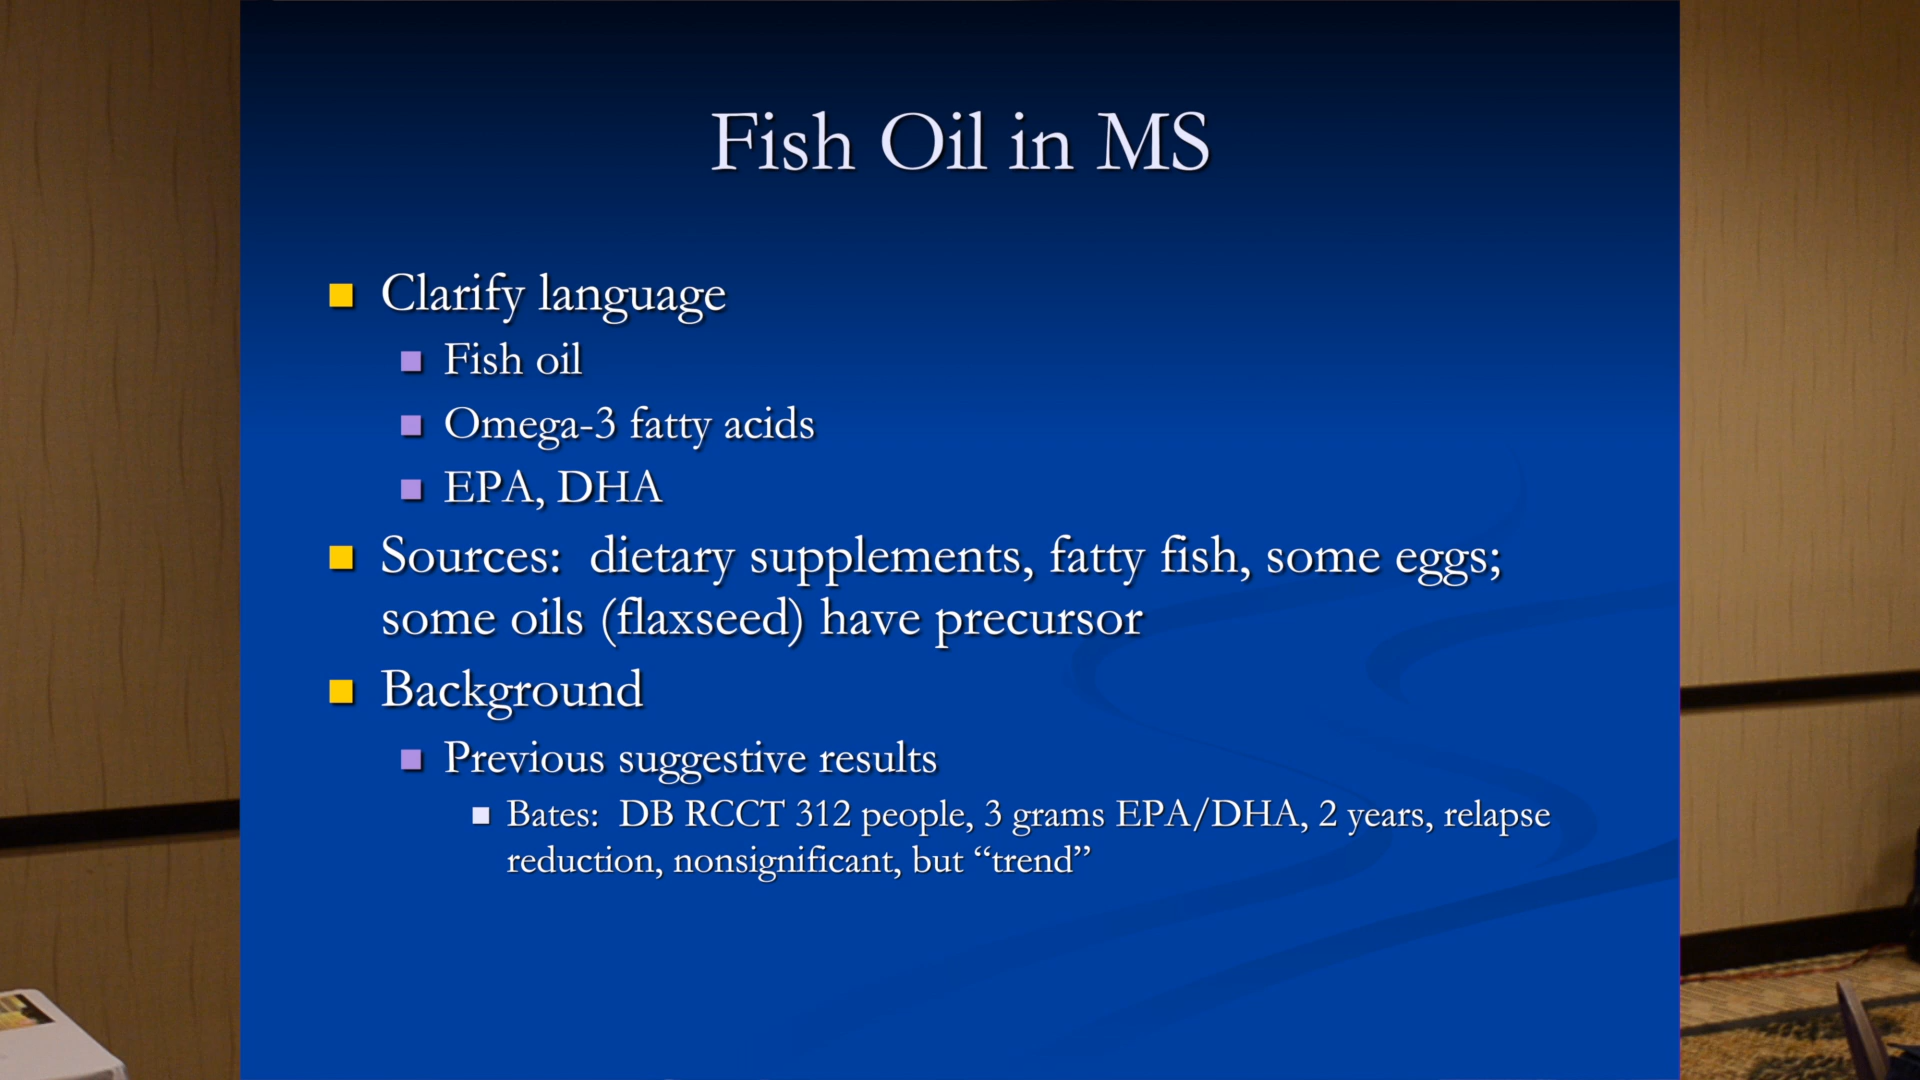 Fish Oil in MS
Clarify language
Fish oil
Omega-3 fatty acids
EPA, DHA
Sources: dietary supplements, fatty fish, some eggs;
some oils (flaxseed) have precursor
Background
Previous suggestive results
Bates: DB RCCT 312 people, 3 grams EPA/DHA, 2 years, relapse
reduction, nonsignificant, but “trend”